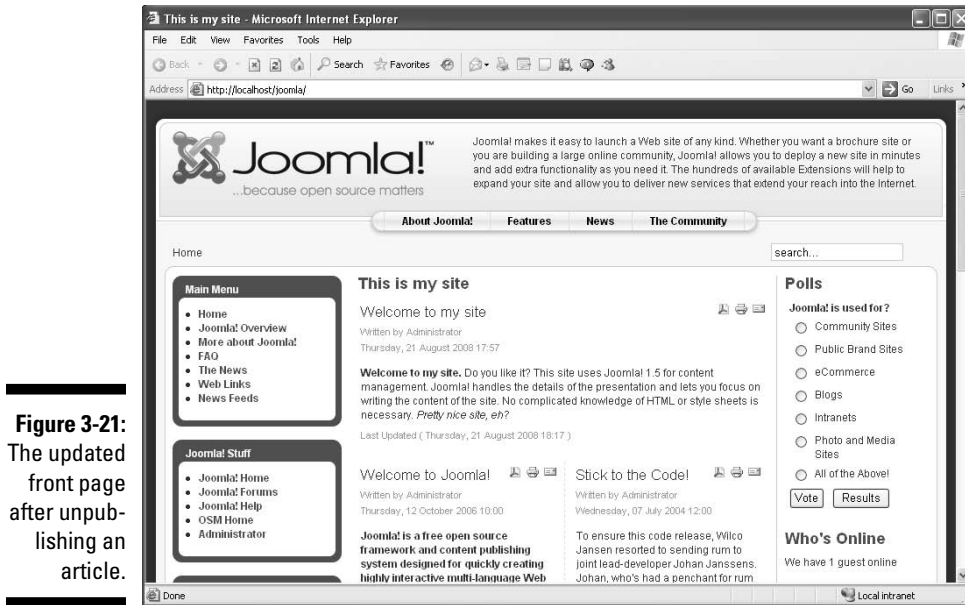 This is my site - Microsoft Internet Explorer
File Edit View Favorites Tools Help
Back Search Favorites
Address http://localhost/joomla/ Go Links
Joomla!™
...because open source matters
Joomla! makes it easy to launch a Web site of any kind. Whether you want a brochure site or
you are building a large online community, Joomla! allows you to deploy a new site in minutes
and add extra functionality as you need it. The hundreds of available Extensions will help to
expand your site and allow you to deliver new services that extend your reach into the Internet.
About Joomla! Features News The Community
Home
search...
Main Menu
Home
Joomla! Overview
More about Joomla!
FAQ
The News
Web Links
News Feeds
Joomla! Stuff
Joomla! Home
Joomla! Forums
Joomla! Help
OSM Home
Administrator
This is my site
Welcome to my site
Written by Administrator
Thursday, 21 August 2008 17:57
Welcome to my site. Do you like it? This site uses Joomla! 1.5 for content
management. Joomla! handles the details of the presentation and lets you focus on
writing the content of the site. No complicated knowledge of HTML or style sheets is
necessary. Pretty nice site, eh?
Last Updated ( Thursday, 21 August 2008 18:17 )
Welcome to Joomla!
Written by Administrator
Thursday, 12 October 2006 10:00
Joomla! is a free open source
framework and content publishing
system designed for quickly creating
highly interactive multi-language Web
Stick to the Code!
Written by Administrator
Wednesday, 07 July 2004 12:00
To ensure this code release, Wilco
Jansen resorted to sending rum to
joint lead-developer Johan Janssens.
Johan, who's had a penchant for rum
Polls
Joomla! is used for?
Community Sites
Public Brand Sites
eCommerce
Blogs
Intranets
Photo and Media
Sites
All of the Above!
Vote Results
Who's Online
We have 1 guest online
Done
Local intranet
Figure 3-21:
The updated
front page
after unpub-
lishing an
article.